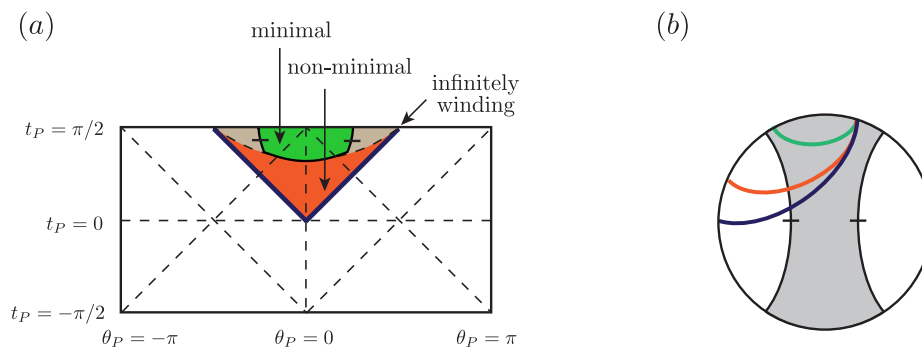 (a)
minimal
non-minimal
infinitely
winding
t_P = π/2
t_P = 0
t_P = −π/2
θ_P = −π
θ_P = 0
θ_P = π
(b)